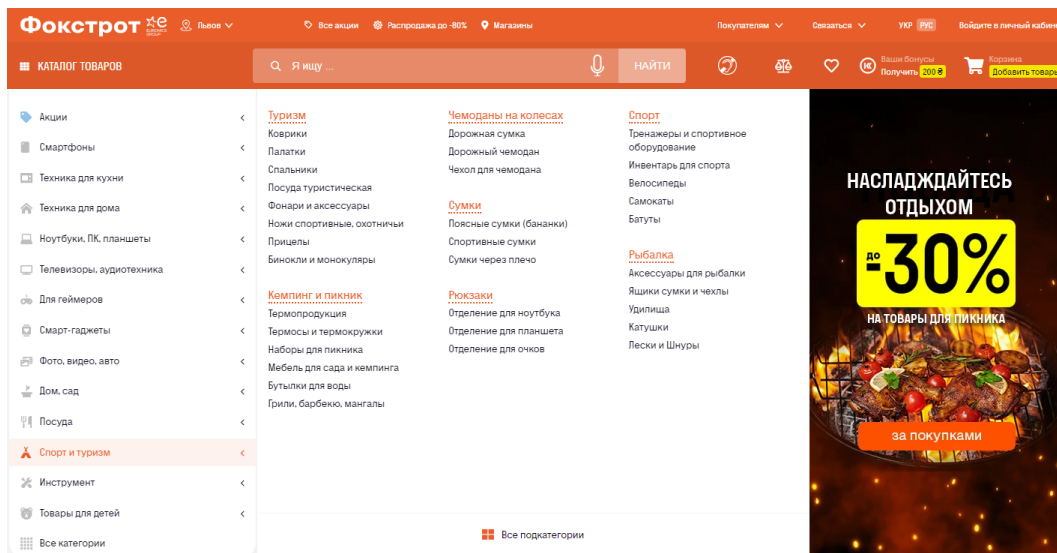 Фокстрот
EURONICS GROUP
Львов
Все акции
Распродажа до -80%
Магазины
Покупателям
Связаться
УКР РУС
Войдите в личный кабин
КАТАЛОГ ТОВАРОВ
Я ищу ...
НАЙТИ
Ваши бонусы
Получить 200 ₴
Корзина
Добавить товары
Акции
Смартфоны
Техника для кухни
Техника для дома
Ноутбуки, ПК, планшеты
Телевизоры, аудиотехника
Для геймеров
Смарт-гаджеты
Фото, видео, авто
Дом, сад
Посуда
Спорт и туризм
Инструмент
Товары для детей
Все категории
Туризм
Коврики
Палатки
Спальники
Посуда туристическая
Фонари и аксессуары
Ножи спортивные, охотничьи
Прицелы
Бинокли и монокуляры
Кемпинг и пикник
Термопродукция
Термосы и термокружки
Наборы для пикника
Мебель для сада и кемпинга
Бутылки для воды
Грили, барбекю, мангалы
Чемоданы на колесах
Дорожная сумка
Дорожный чемодан
Чехол для чемодана
Сумки
Поясные сумки (бананки)
Спортивные сумки
Сумки через плечо
Рюкзаки
Отделение для ноутбука
Отделение для планшета
Отделение для очков
Спорт
Тренажеры и спортивное
оборудование
Инвентарь для спорта
Велосипеды
Самокаты
Батуты
Рыбалка
Аксессуары для рыбалки
Ящики сумки и чехлы
Удилища
Катушки
Лески и Шнуры
Все подкатегории
НАСЛАДЖДАЙТЕСЬ
ОТДЫХОМ
до
-30%
НА ТОВАРЫ ДЛЯ ПИКНИКА
за покупками